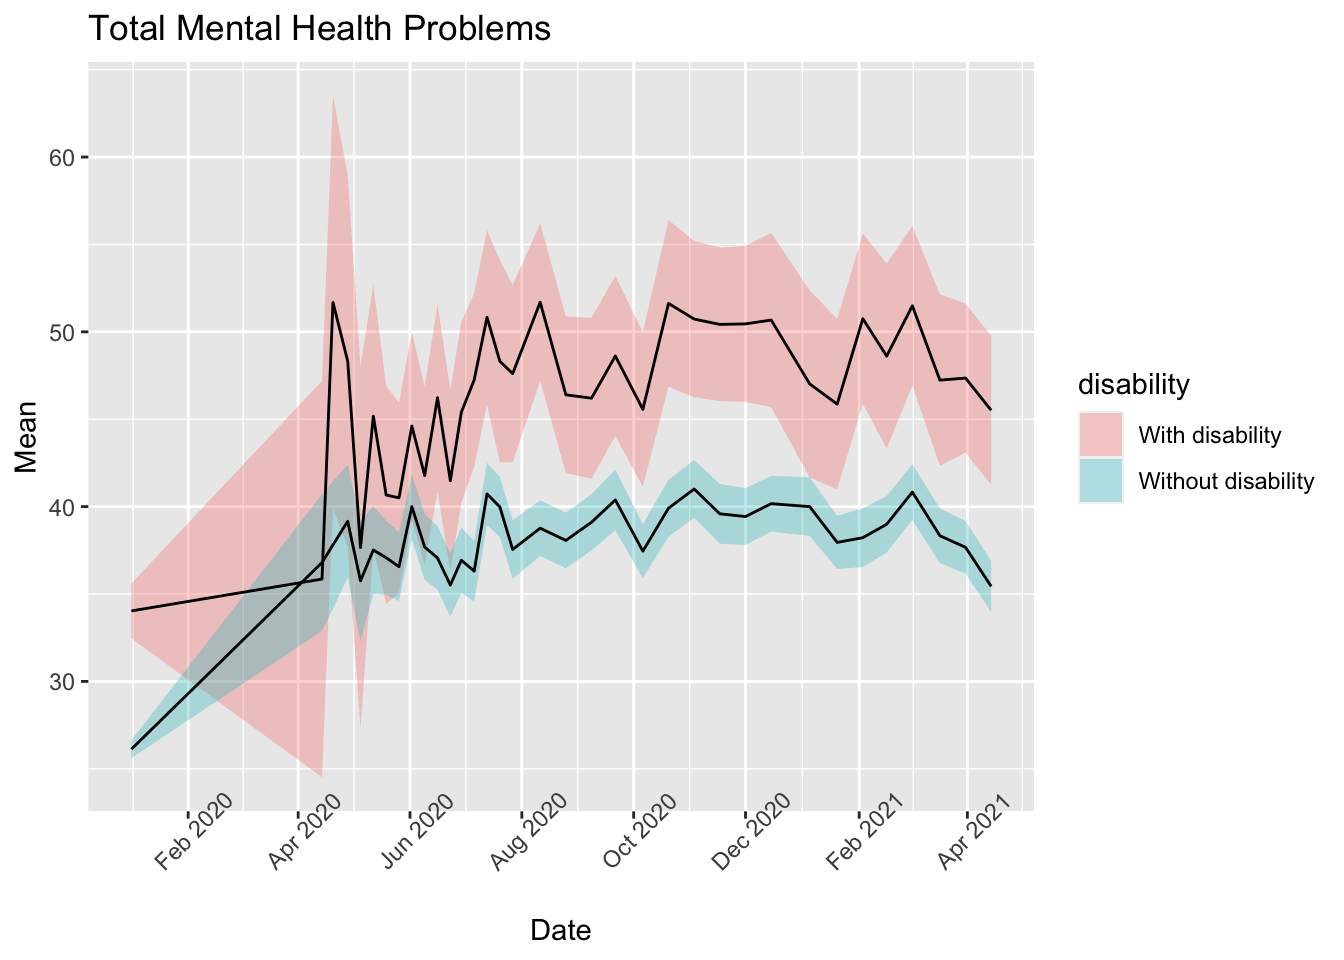 Total Mental Health Problems
60
50
40
30
Mean
Feb 2020
Apr 2020
Jun 2020
Aug 2020
Oct 2020
Dec 2020
Feb 2021
Apr 2021
Date
disability
With disability
Without disability